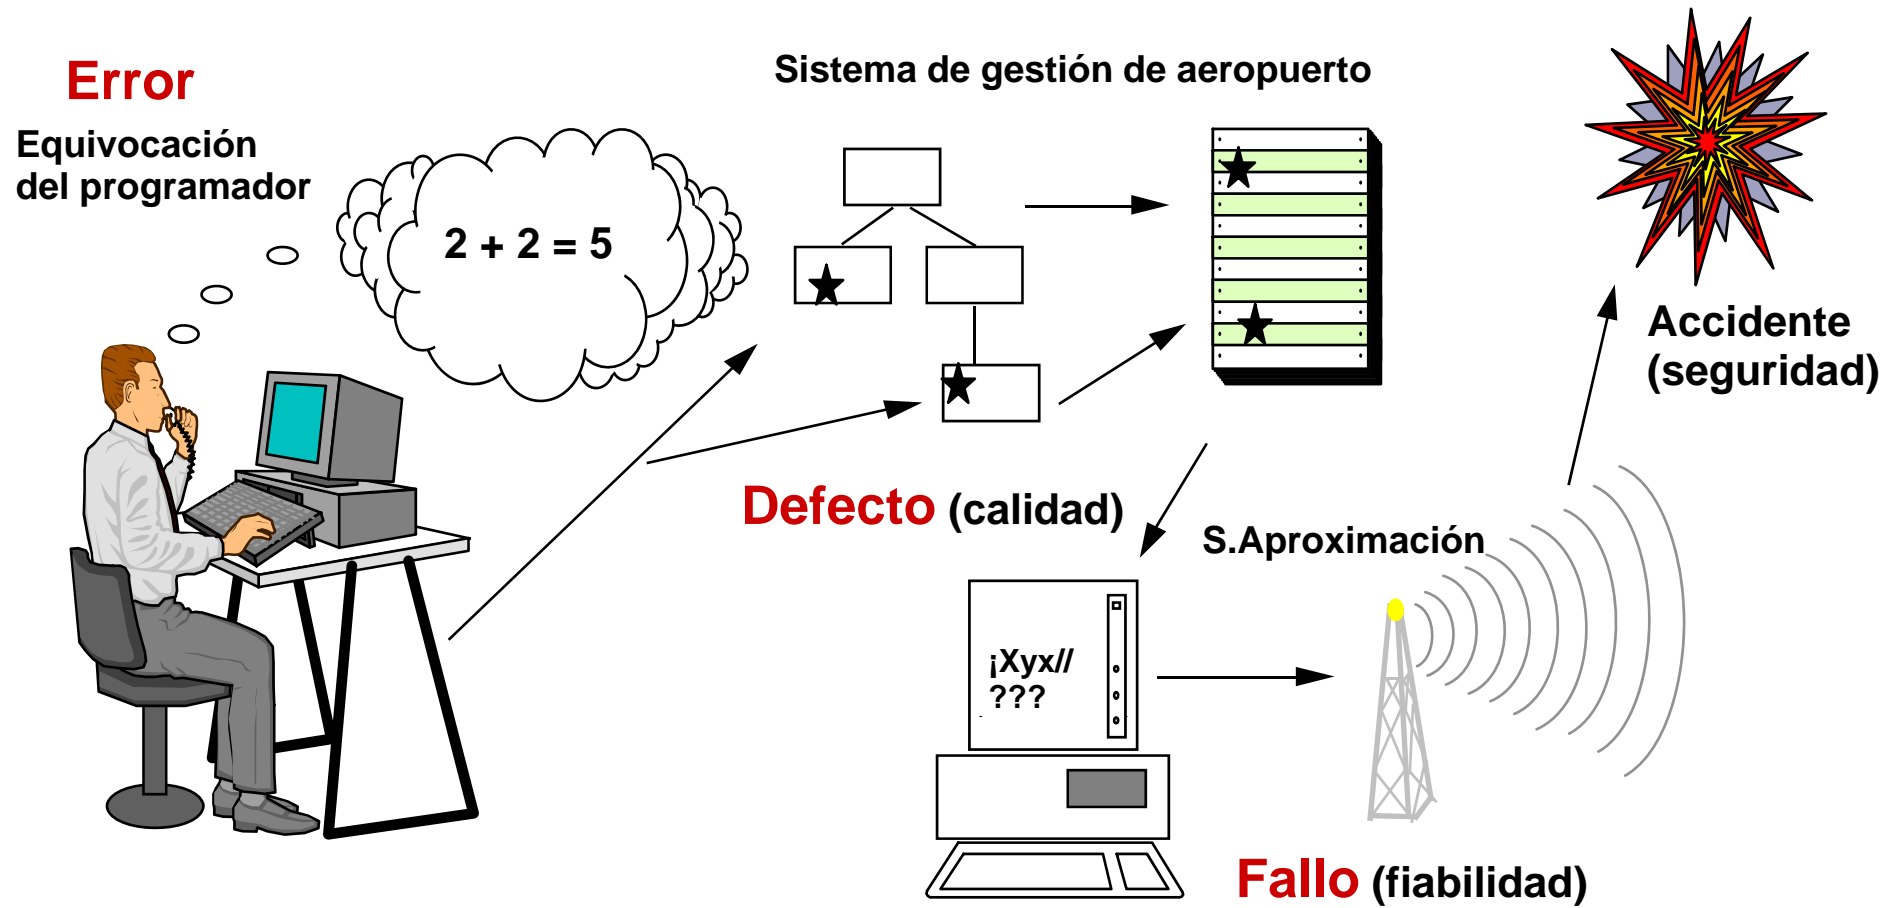 Error
Equivocación
del programador
2 + 2 = 5
Sistema de gestión de aeropuerto
Accidente
(seguridad)
Defecto (calidad)
S.Aproximación
¡Xyx//
???
Fallo (fiabilidad)